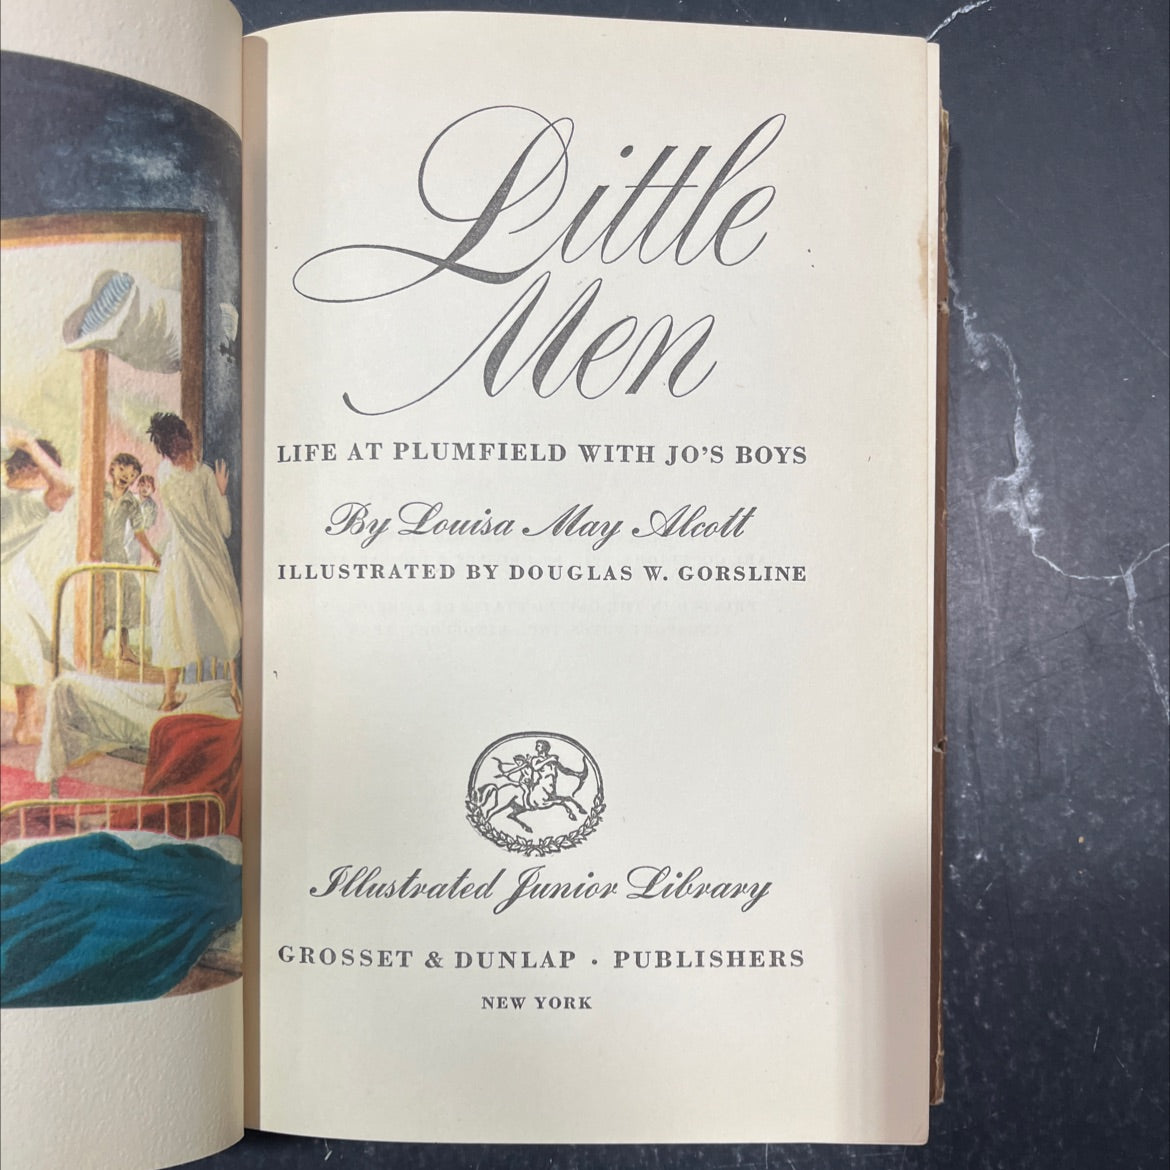 Little
Men
LIFE AT PLUMFIELD WITH JO'S BOYS
By Louisa May Alcott
ILLUSTRATED BY DOUGLAS W. GORSLINE
Illustrated Junior Library
GROSSET & DUNLAP · PUBLISHERS
NEW YORK